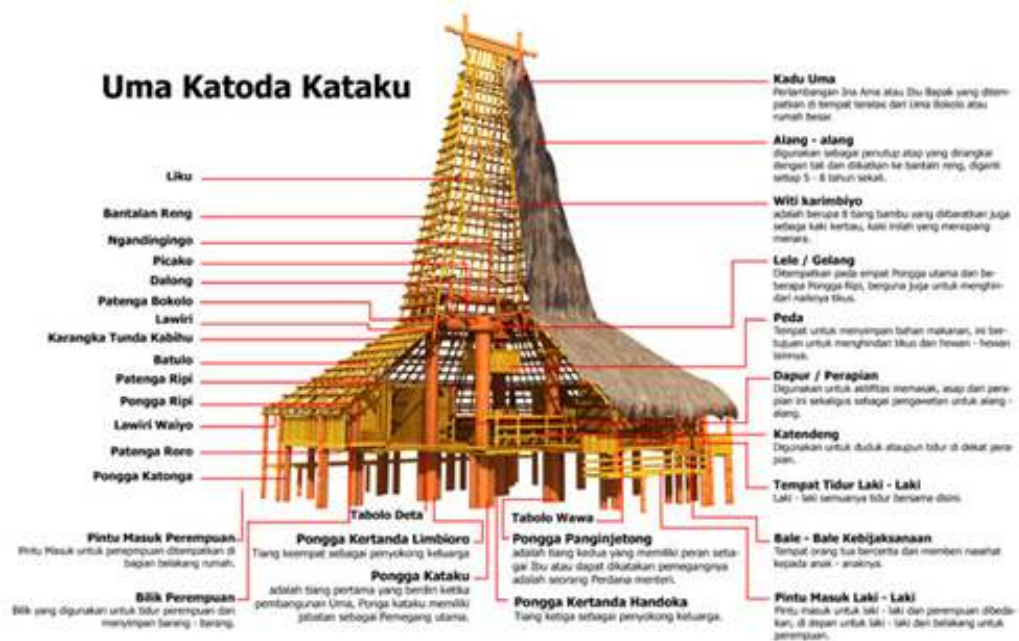 Uma Katoda Kataku
Liku
Bantalan Reng
Ngandingingo
Picako
Dalong
Patenga Bokolo
Lawiri
Karangka Tunda Kabihu
Batulo
Patenga Ripi
Pongga Ripi
Lawiri Waiyo
Patenga Roro
Pongga Katonga
Pintu Masuk Perempuan
Pintu Masuk untuk perempuan ditempatkan di
bagian belakang rumah.
Bilik Perempuan
Bilik yang digunakan untuk tidur perempuan dan
menyimpan barang - barang.
Tabolo Deta
Pongga Kertanda Limbioro
Tiang keempat sebagai penyokong keluarga
Pongga Kataku
adalah tiang pertama yang berdiri ketika
pembangunan Uma, Ponga kataku memiliki
jabatan sebagai Pemegang utama.
Tabolo Wawa
Pongga Panginjetong
adalah tiang kedua yang memiliki peran seba-
gai Ibu atau dapat dikatakan pemegangnya
adalah seorang Perdana menteri.
Pongga Kertanda Handoka
Tiang ketiga sebagai penyokong keluarga.
Kadu Uma
Perlambangan Ina Ama atau Ibu Bapak yang ditem-
patkan di tempat teratas dari Uma Bokolo atau
rumah besar.
Alang - alang
digunakan sebagai penutup atap yang dirangkai
dengan tali dan diikatkan ke bantaln reng, diganti
setiap 5 - 8 tahun sekali.
Witi karimbiyo
adalah berupa 8 tiang bambu yang diibaratkan juga
sebaga kaki kerbau, kaki inilah yang menopang
menara.
Lele / Gelang
Ditempatkan pada empat Pongga utama dan be-
berapa Pongga Ripi, berguna juga untuk menghin-
dari naiknya tikus.
Peda
Tempat untuk menyimpan bahan makanan, ini ber-
tujuan untuk menghindari tikus dan hewan - hewan
lainnya.
Dapur / Perapian
Digunakan untuk aktifitas memasak, asap dari pera-
pian ini sekaligus sebagai pengawetan untuk alang -
alang.
Katendeng
Digunakan untuk duduk ataupun tidur di dekat pera-
pian.
Tempat Tidur Laki - Laki
Laki - laki semuanya tidur bersama disini.
Bale - Bale Kebijaksanaan
Tempat orang tua bercerita dan memberi nasehat
kepada anak - anaknya.
Pintu Masuk Laki - Laki
Pintu masuk untuk laki - laki dan perempuan dibeda-
kan, di depan untuk laki - laki dan belakang untuk
perempuan.